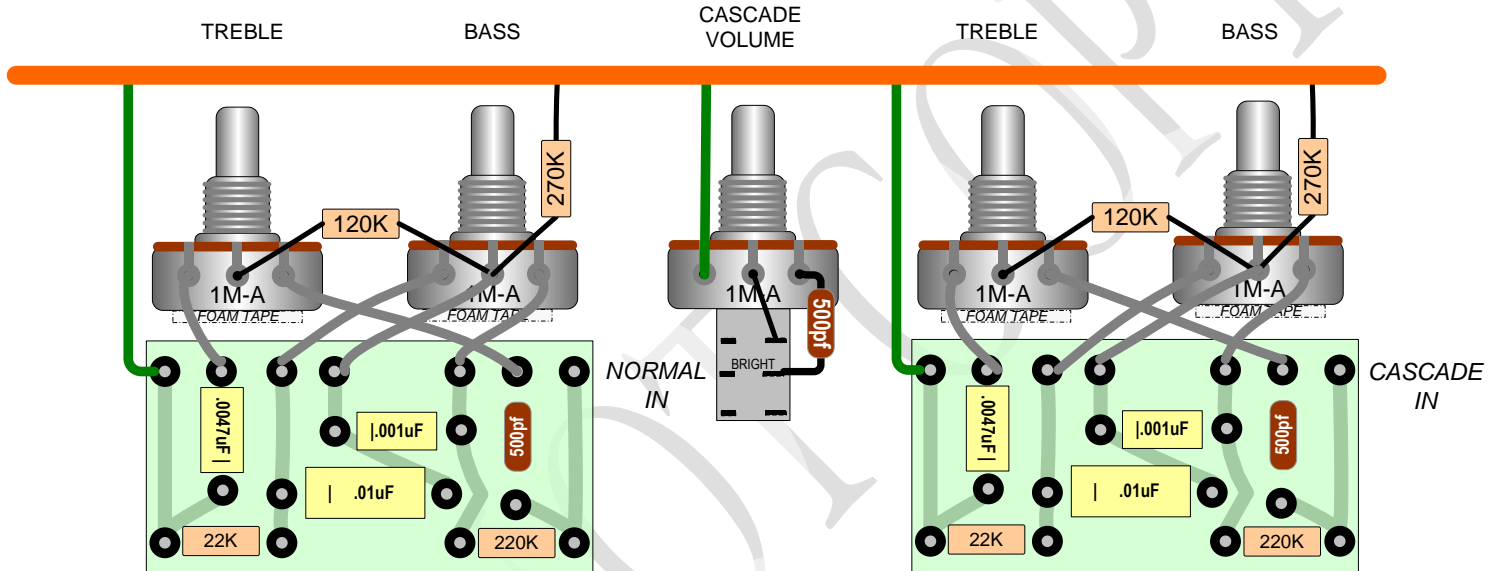 TREBLE
BASS
CASCADE
VOLUME
TREBLE
BASS
120K
270K
120K
270K
1M-A
FOAM TAPE
1M-A
FOAM TAPE
1M-A
500pf
1M-A
FOAM TAPE
1M-A
FOAM TAPE
BRIGHT
NORMAL
IN
CASCADE
IN
.0047uF |
|.001uF
500pf
| .01uF
22K
220K
.0047uF |
|.001uF
500pf
| .01uF
22K
220K